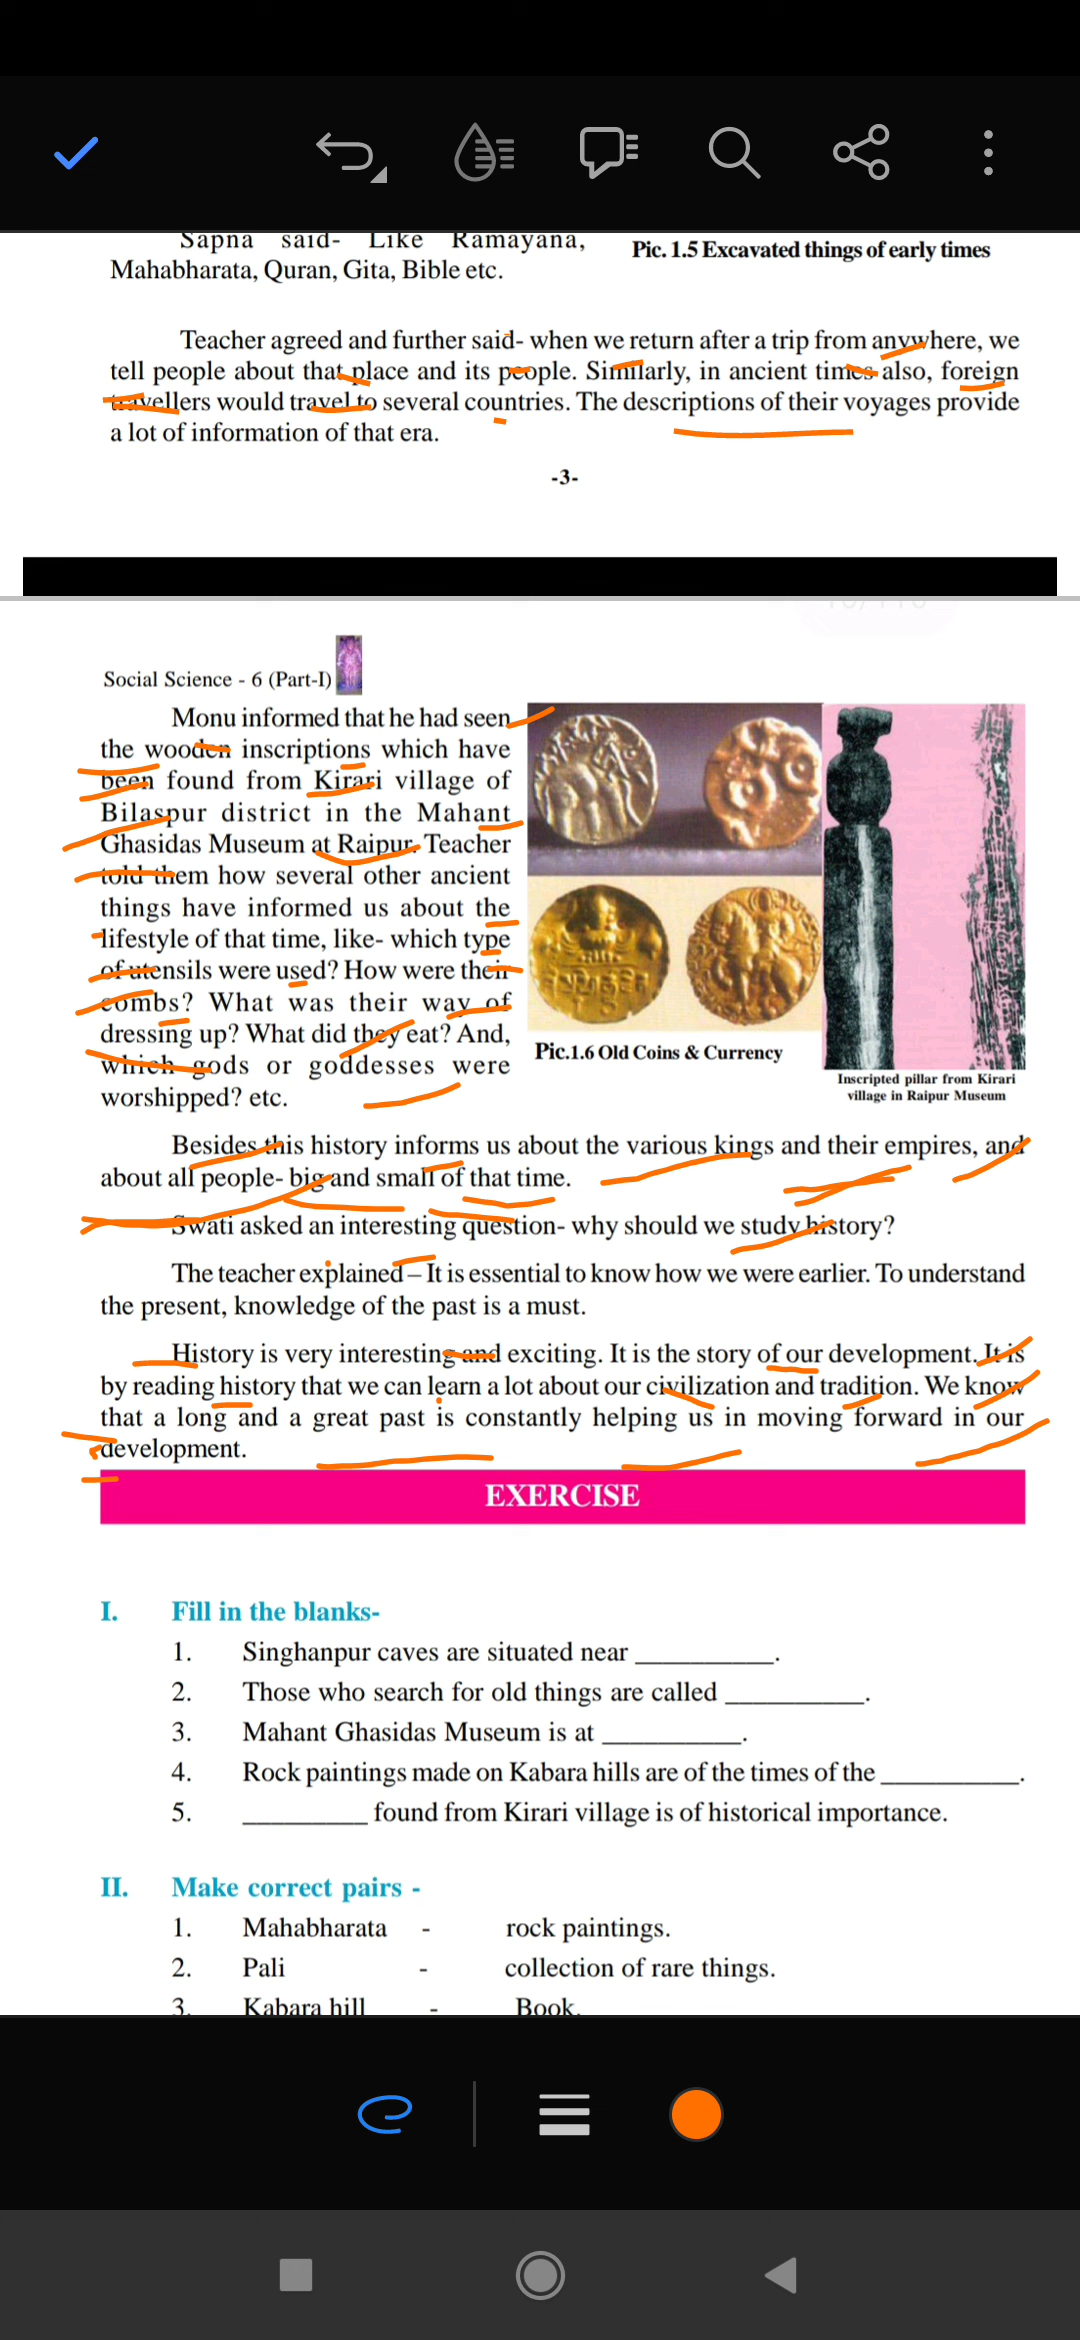 Sapna said- Like Ramayana,
Mahabharata, Quran, Gita, Bible etc.
Pic. 1.5 Excavated things of early times
Teacher agreed and further said- when we return after a trip from anywhere, we
tell people about that place and its people. Similarly, in ancient times also, foreign
travellers would travel to several countries. The descriptions of their voyages provide
a lot of information of that era.
-3-
Social Science - 6 (Part-I)
Monu informed that he had seen
the wooden inscriptions which have
been found from Kirari village of
Bilaspur district in the Mahant
Ghasidas Museum at Raipur. Teacher
told them how several other ancient
things have informed us about the
lifestyle of that time, like- which type
of utensils were used? How were their
combs? What was their way of
dressing up? What did they eat? And,
which gods or goddesses were
worshipped? etc.
Pic.1.6 Old Coins & Currency
Inscripted pillar from Kirari
village in Raipur Museum
Besides this history informs us about the various kings and their empires, and
about all people- big and small of that time.
Swati asked an interesting question- why should we study history?
The teacher explained – It is essential to know how we were earlier. To understand
the present, knowledge of the past is a must.
History is very interesting and exciting. It is the story of our development. It is
by reading history that we can learn a lot about our civilization and tradition. We know
that a long and a great past is constantly helping us in moving forward in our
development.
EXERCISE
I. Fill in the blanks-
1. Singhanpur caves are situated near __________.
2. Those who search for old things are called __________.
3. Mahant Ghasidas Museum is at __________.
4. Rock paintings made on Kabara hills are of the times of the __________.
5. _________ found from Kirari village is of historical importance.
II. Make correct pairs -
1. Mahabharata - rock paintings.
2. Pali - collection of rare things.
3. Kabara hill - Book.